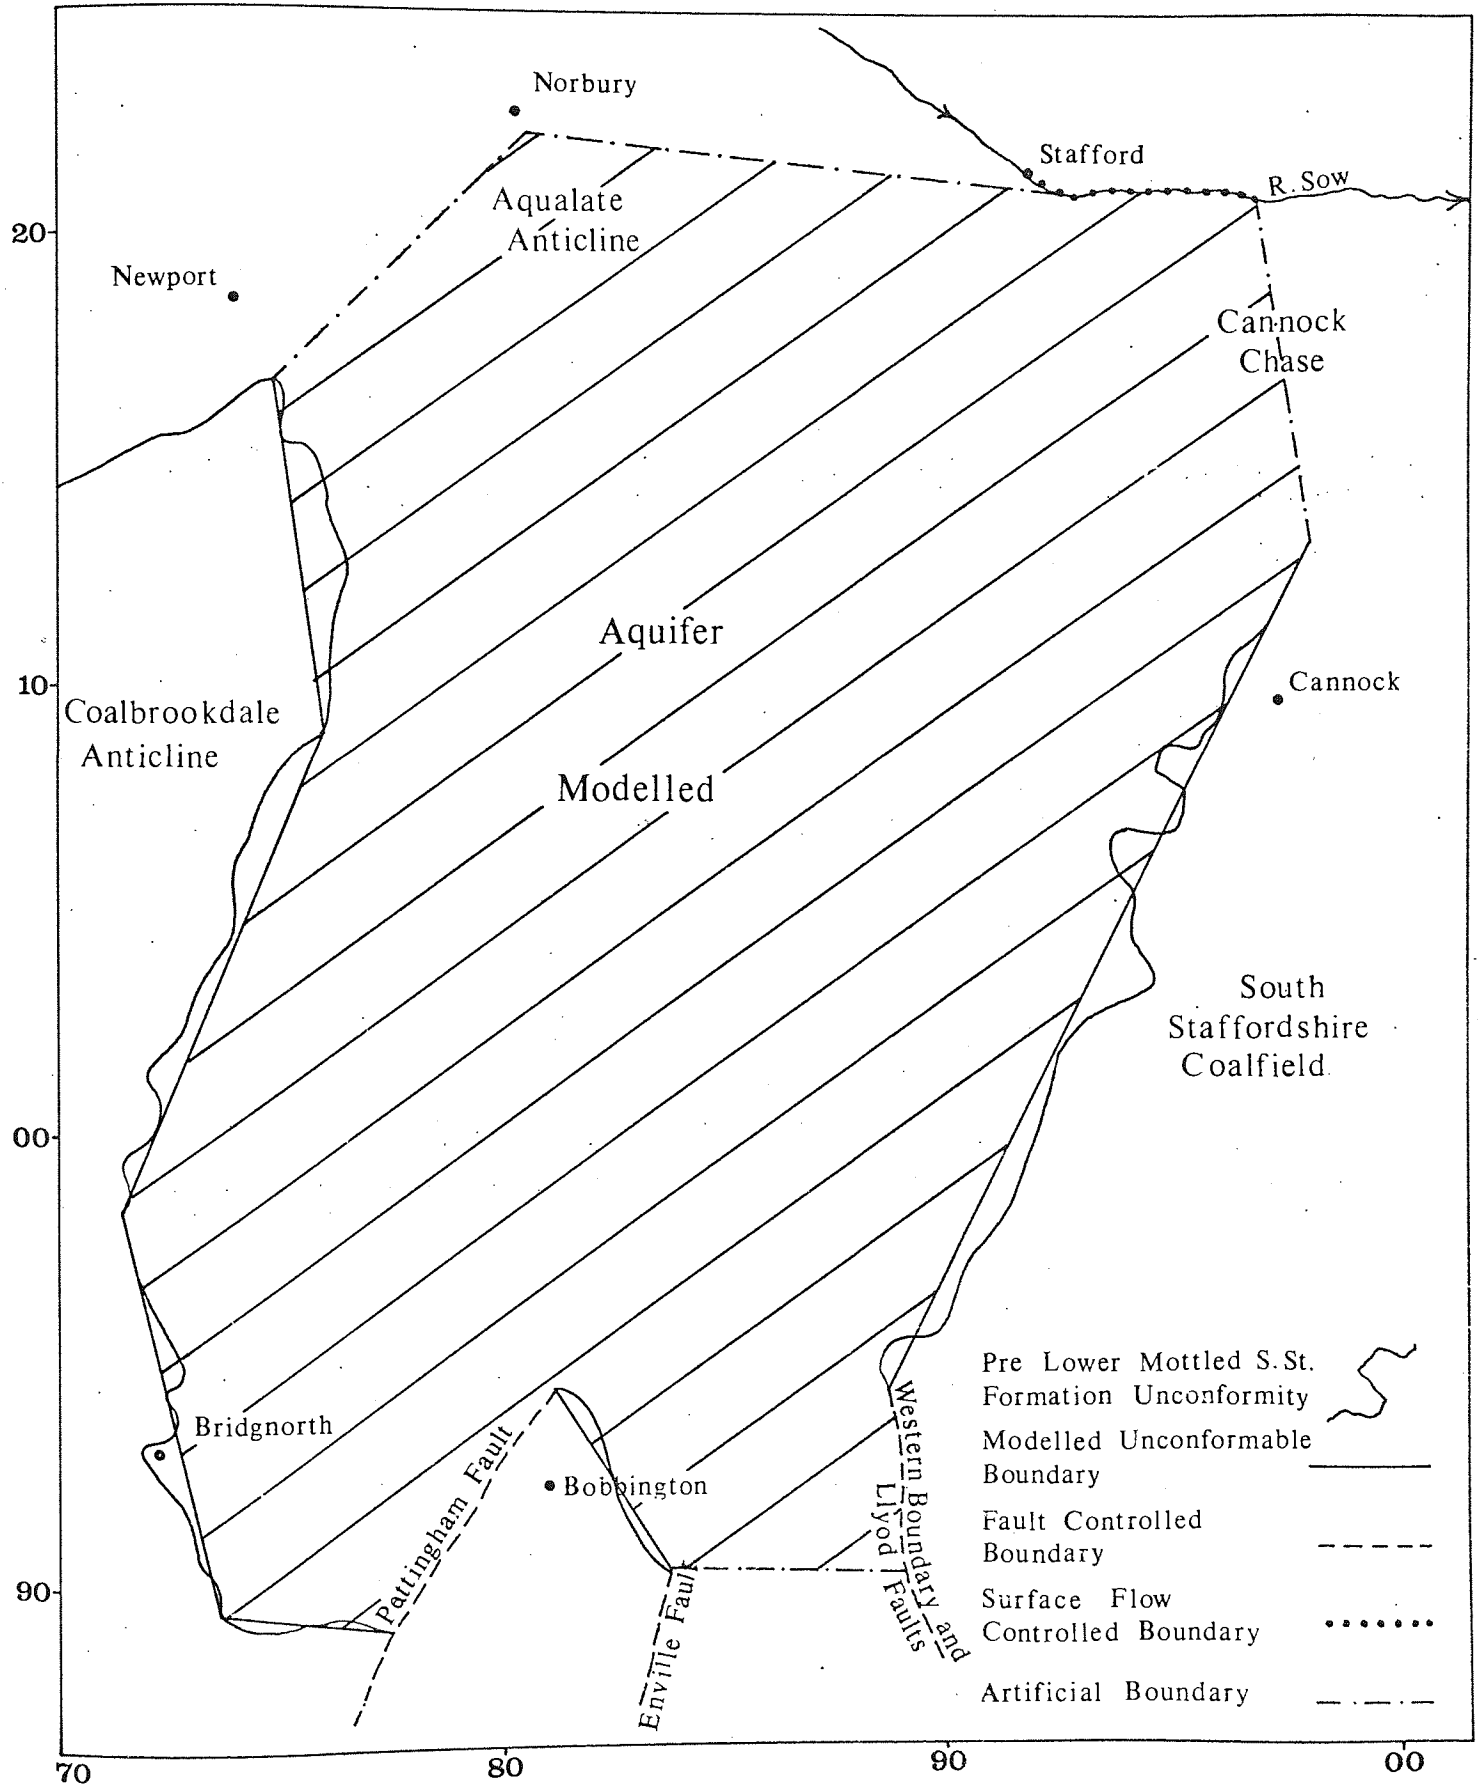 Norbury
Stafford
R. Sow
Aqualate
Anticline
20
Newport
Cannock
Chase
Aquifer
10
Cannock
Coalbrookdale
Anticline
Modelled
South
Staffordshire
Coalfield
00
Bridgnorth
Pattingham Fault
Bobbington
Enville Fault
Western Boundary and
Llyod Faults
90
Pre Lower Mottled S. St.
Formation Unconformity
Modelled Unconformable
Boundary
Fault Controlled
Boundary
Surface Flow
Controlled Boundary
Artificial Boundary
70
80
90
00